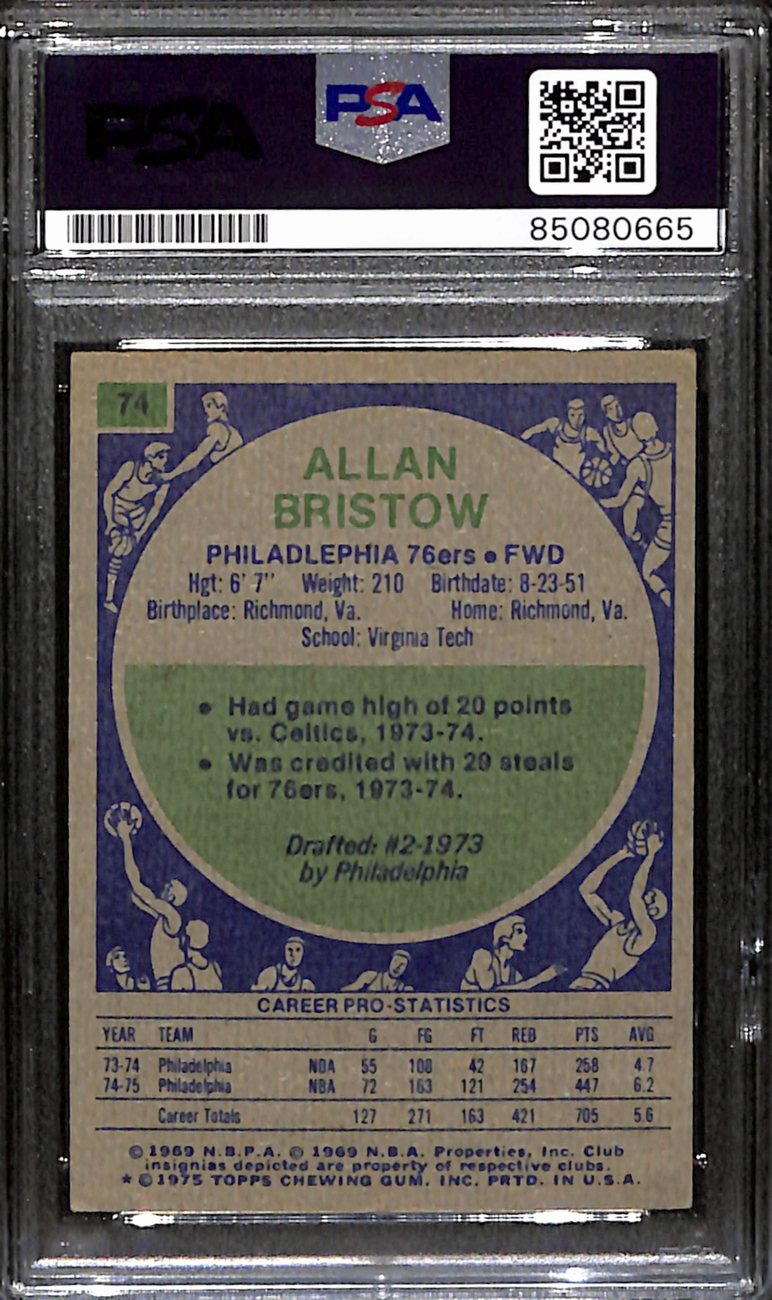 PSA
PSA
85080665
74
ALLAN
BRISTOW
PHILADLEPHIA 76ers • FWD
Hgt: 6' 7" Weight: 210 Birthdate: 8-23-51
Birthplace: Richmond, Va. Home: Richmond, Va.
School: Virginia Tech
• Had game high of 20 points
vs. Celtics, 1973-74.
• Was credited with 29 steals
for 76ers, 1973-74.
Drafted: #2-1973
by Philadelphia
CAREER PRO-STATISTICS
YEAR TEAM G FG FT REB PTS AVG
73-74 Philadelphia NBA 55 108 42 167 258 4.7
74-75 Philadelphia NBA 72 163 121 254 447 6.2
Career Totals 127 271 163 421 705 5.6
© 1969 N.B.P.A. © 1969 N.B.A. Properties, Inc. Club
insignias depicted are property of respective clubs.
* © 1975 TOPPS CHEWING GUM, INC. PRTD. IN U.S.A.